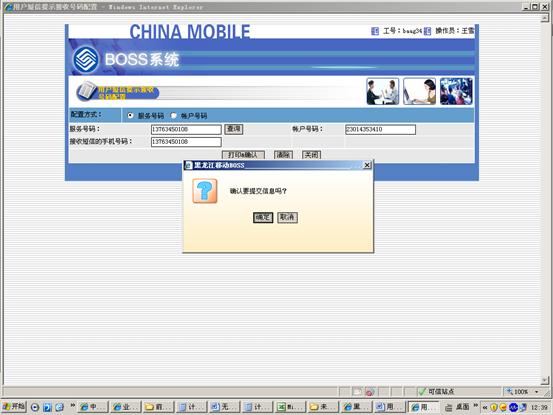 用户短信提示接收号码配置 - Windows Internet Explorer
CHINA MOBILE
工号：baag34 操作员：王雪
BOSS系统
用户短信提示接收
号码配置
配置方式： 服务号码 帐户号码
服务号码： 13763450108 查询 帐户号码： 23014353410
接收短信的手机号码： 13763450108
打印&确认 清除 关闭
黑龙江移动BOSS
确认要提交信息吗?
确定 取消
可信站点 100%
开始 中... 业... 前... 计... 无... 计... Mi... 未... 黑... 用... 用... 桌面 12:39